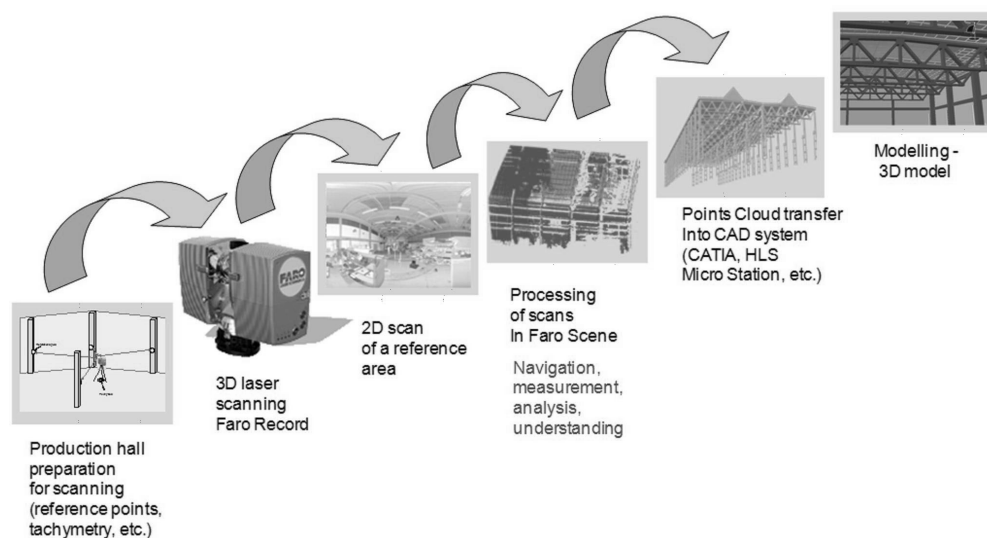 Production hall
preparation
for scanning
(reference points,
tachymetry, etc.)
FARO
3D laser
scanning
Faro Record
2D scan
of a reference
area
Processing
of scans
In Faro Scene
Navigation,
measurement,
analysis,
understanding
Points Cloud transfer
Into CAD system
(CATIA, HLS
Micro Station, etc.)
Modelling -
3D model